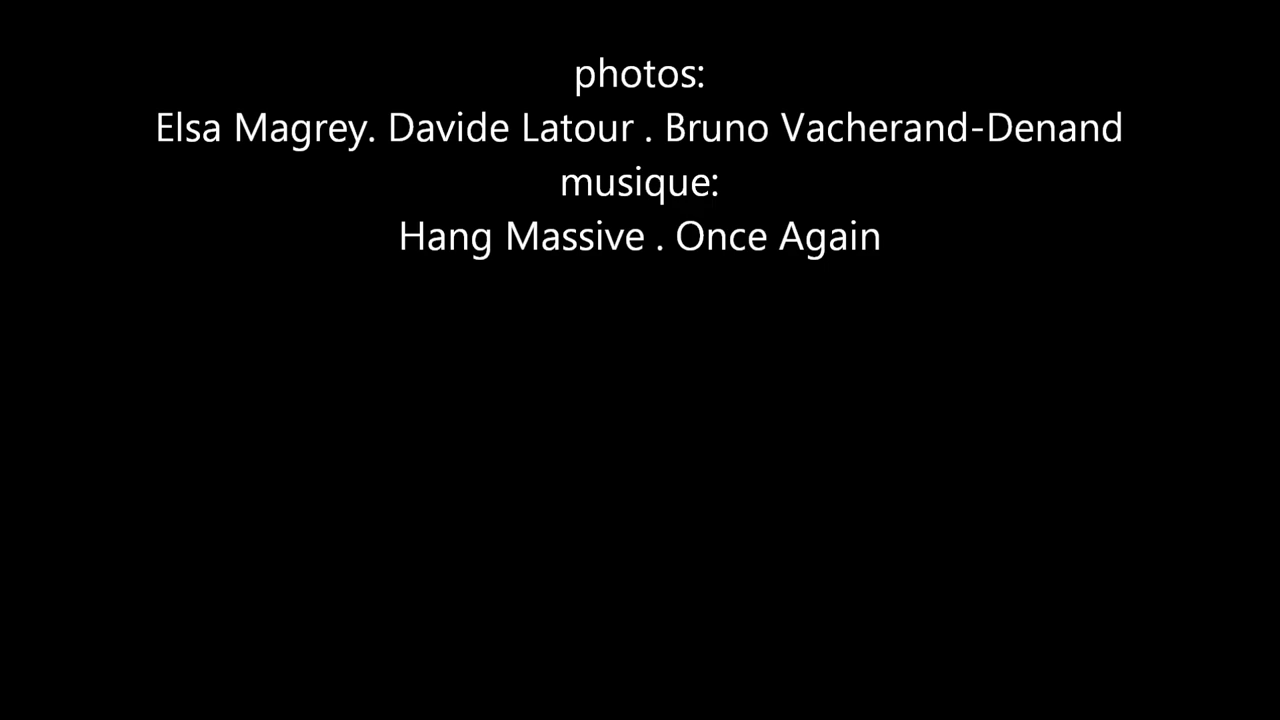 photos:
Elsa Magrey. Davide Latour . Bruno Vacherand-Denand
musique:
Hang Massive . Once Again